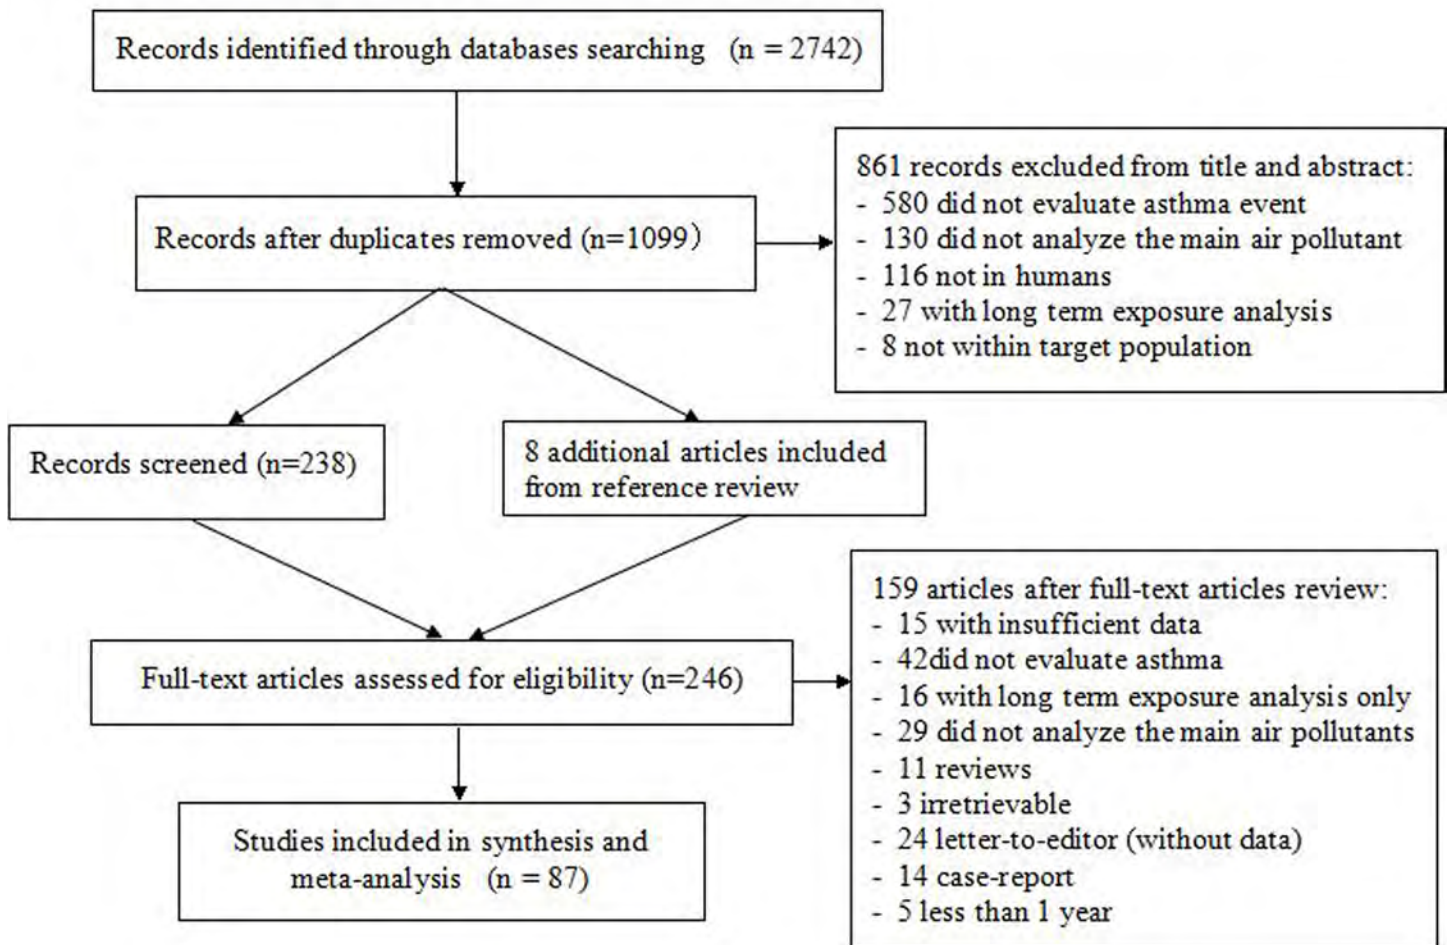 Records identified through databases searching (n = 2742)
861 records excluded from title and abstract:
- 580 did not evaluate asthma event
- 130 did not analyze the main air pollutant
- 116 not in humans
- 27 with long term exposure analysis
- 8 not within target population
Records after duplicates removed (n=1099)
Records screened (n=238)
8 additional articles included
from reference review
159 articles after full-text articles review:
- 15 with insufficient data
- 42did not evaluate asthma
- 16 with long term exposure analysis only
- 29 did not analyze the main air pollutants
- 11 reviews
- 3 irretrievable
- 24 letter-to-editor (without data)
- 14 case-report
- 5 less than 1 year
Full-text articles assessed for eligibility (n=246)
Studies included in synthesis and
meta-analysis (n = 87)